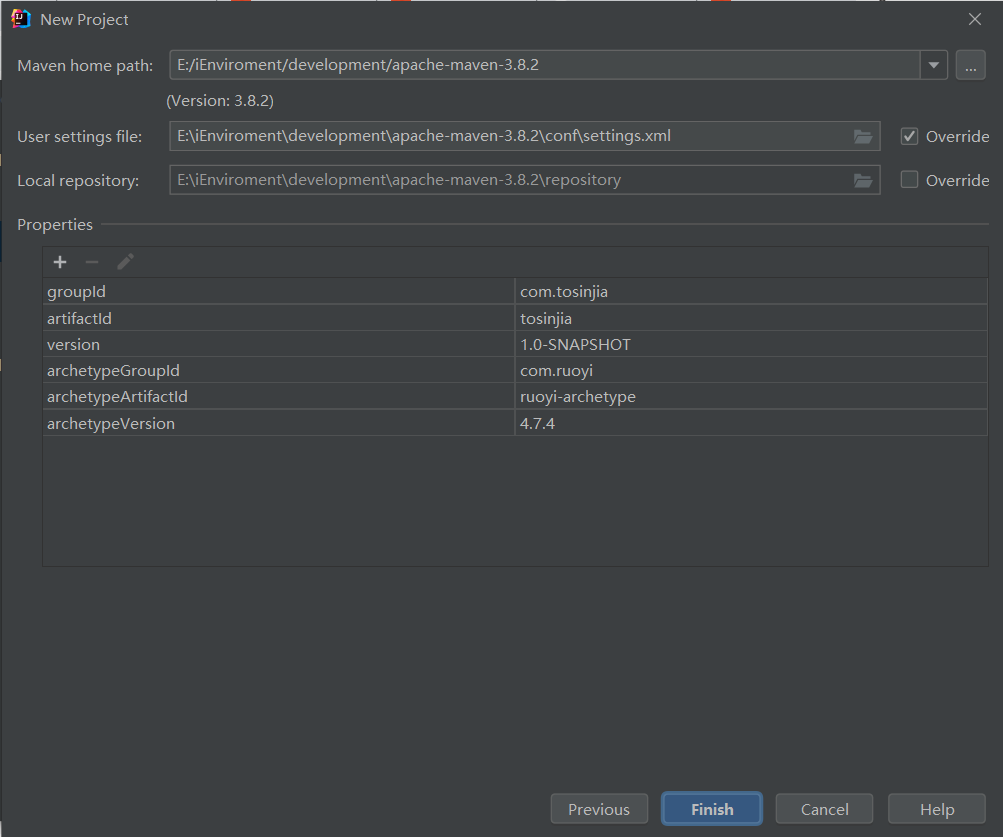 New Project
Maven home path: E:/iEnviroment/development/apache-maven-3.8.2 ...
(Version: 3.8.2)
User settings file: E:\iEnviroment\development\apache-maven-3.8.2\conf\settings.xml Override
Local repository: E:\iEnviroment\development\apache-maven-3.8.2\repository Override
Properties
groupId com.tosinjia
artifactId tosinjia
version 1.0-SNAPSHOT
archetypeGroupId com.ruoyi
archetypeArtifactId ruoyi-archetype
archetypeVersion 4.7.4
Previous Finish Cancel Help